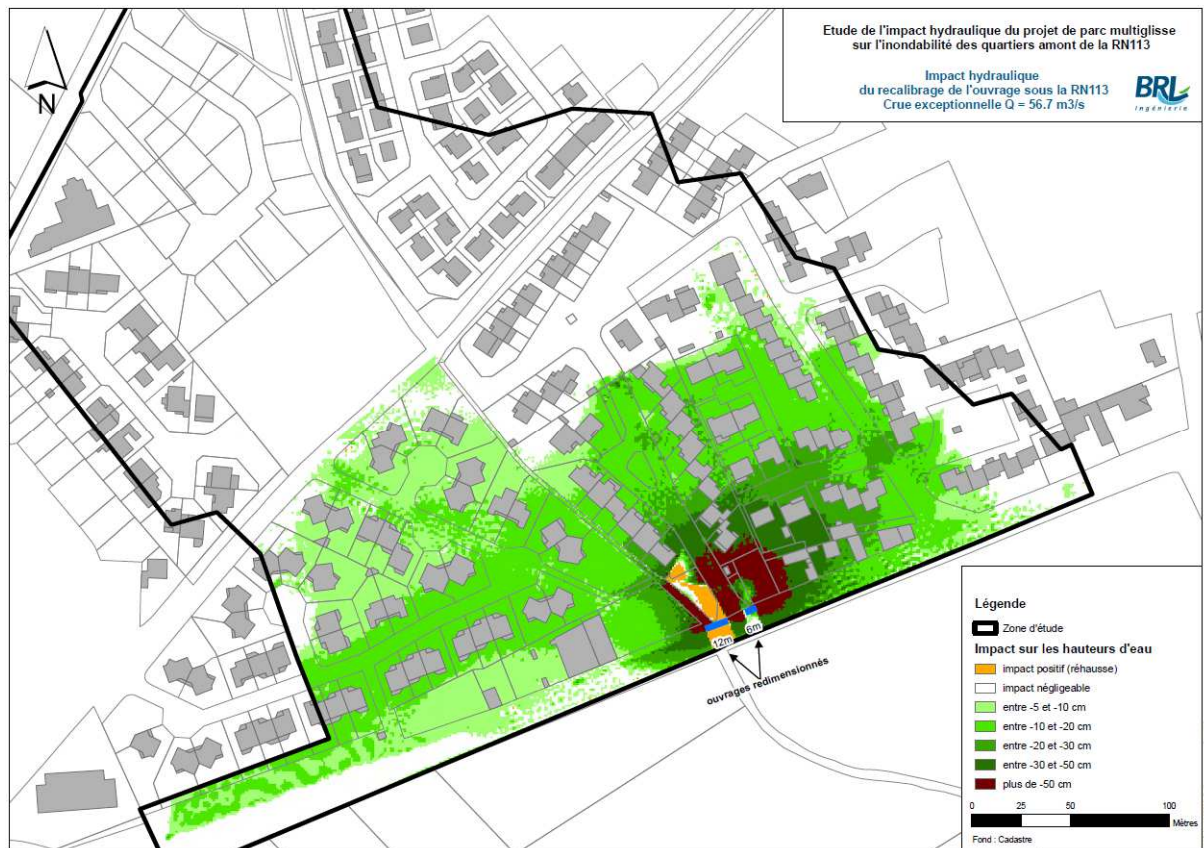 Etude de l'impact hydraulique du projet de parc multiglisse
sur l'inondabilité des quartiers amont de la RN113
Impact hydraulique
du recalibrage de l'ouvrage sous la RN113
Crue exceptionnelle Q = 56.7 m3/s
BRL
Ingénierie
N
12m
6m
ouvrages redimensionnés
Légende
Zone d'étude
Impact sur les hauteurs d'eau
impact positif (réhausse)
impact négligeable
entre -5 et -10 cm
entre -10 et -20 cm
entre -20 et -30 cm
entre -30 et -50 cm
plus de -50 cm
0 25 50 100
Mètres
Fond : Cadastre